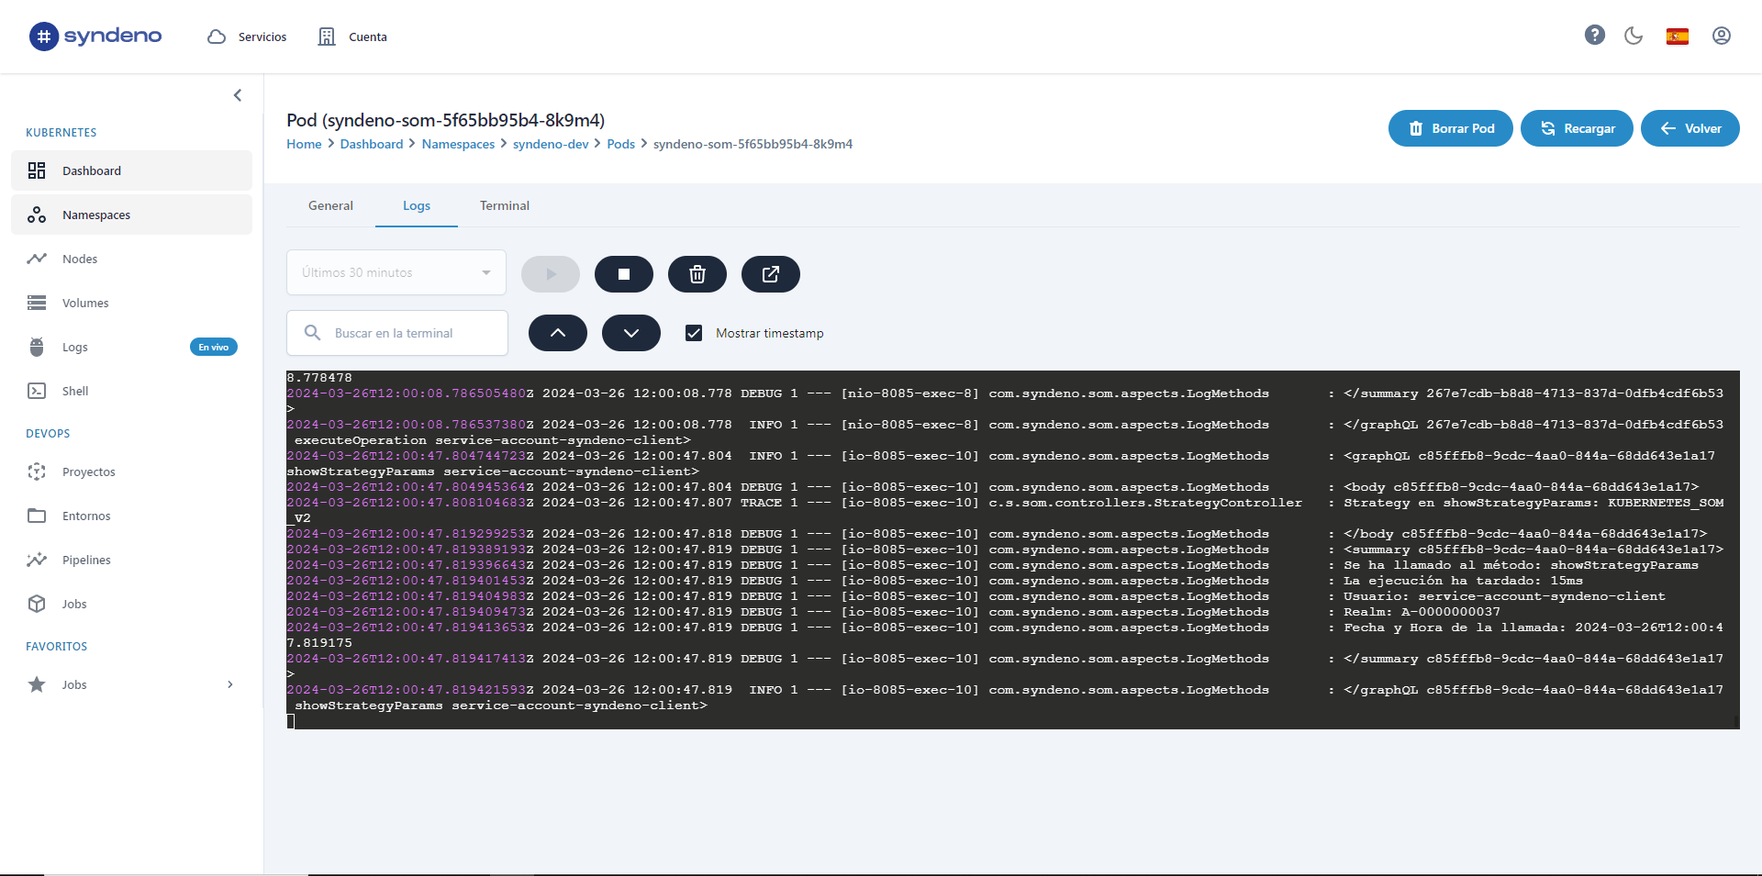 # syndeno
Servicios
Cuenta
KUBERNETES
Dashboard
Namespaces
Nodes
Volumes
Logs
En vivo
Shell
DEVOPS
Proyectos
Entornos
Pipelines
Jobs
FAVORITOS
Jobs
Pod (syndeno-som-5f65bb95b4-8k9m4)
Home > Dashboard > Namespaces > syndeno-dev > Pods > syndeno-som-5f65bb95b4-8k9m4
Borrar Pod
Recargar
Volver
General
Logs
Terminal
Últimos 30 minutos
Buscar en la terminal
Mostrar timestamp
8.778478
2024-03-26T12:00:08.786505480Z 2024-03-26 12:00:08.778 DEBUG 1 --- [nio-8085-exec-8] com.syndeno.som.aspects.LogMethods : </summary 267e7cdb-b8d8-4713-837d-0dfb4cdf6b53
>
2024-03-26T12:00:08.786537380Z 2024-03-26 12:00:08.778 INFO 1 --- [nio-8085-exec-8] com.syndeno.som.aspects.LogMethods : </graphQL 267e7cdb-b8d8-4713-837d-0dfb4cdf6b53
executeOperation service-account-syndeno-client>
2024-03-26T12:00:47.804744723Z 2024-03-26 12:00:47.804 INFO 1 --- [io-8085-exec-10] com.syndeno.som.aspects.LogMethods : <graphQL c85fffb8-9cdc-4aa0-844a-68dd643e1a17
showStrategyParams service-account-syndeno-client>
2024-03-26T12:00:47.804945364Z 2024-03-26 12:00:47.804 DEBUG 1 --- [io-8085-exec-10] com.syndeno.som.aspects.LogMethods : <body c85fffb8-9cdc-4aa0-844a-68dd643e1a17>
2024-03-26T12:00:47.808104683Z 2024-03-26 12:00:47.807 TRACE 1 --- [io-8085-exec-10] c.s.som.controllers.StrategyController : Strategy en showStrategyParams: KUBERNETES_SOM
_V2
2024-03-26T12:00:47.819299253Z 2024-03-26 12:00:47.818 DEBUG 1 --- [io-8085-exec-10] com.syndeno.som.aspects.LogMethods : </body c85fffb8-9cdc-4aa0-844a-68dd643e1a17>
2024-03-26T12:00:47.819389193Z 2024-03-26 12:00:47.819 DEBUG 1 --- [io-8085-exec-10] com.syndeno.som.aspects.LogMethods : <summary c85fffb8-9cdc-4aa0-844a-68dd643e1a17>
2024-03-26T12:00:47.819396643Z 2024-03-26 12:00:47.819 DEBUG 1 --- [io-8085-exec-10] com.syndeno.som.aspects.LogMethods : Se ha llamado al método: showStrategyParams
2024-03-26T12:00:47.819401453Z 2024-03-26 12:00:47.819 DEBUG 1 --- [io-8085-exec-10] com.syndeno.som.aspects.LogMethods : La ejecución ha tardado: 15ms
2024-03-26T12:00:47.819404983Z 2024-03-26 12:00:47.819 DEBUG 1 --- [io-8085-exec-10] com.syndeno.som.aspects.LogMethods : Usuario: service-account-syndeno-client
2024-03-26T12:00:47.819409473Z 2024-03-26 12:00:47.819 DEBUG 1 --- [io-8085-exec-10] com.syndeno.som.aspects.LogMethods : Realm: A-0000000037
2024-03-26T12:00:47.819413653Z 2024-03-26 12:00:47.819 DEBUG 1 --- [io-8085-exec-10] com.syndeno.som.aspects.LogMethods : Fecha y Hora de la llamada: 2024-03-26T12:00:4
7.819175
2024-03-26T12:00:47.819417413Z 2024-03-26 12:00:47.819 DEBUG 1 --- [io-8085-exec-10] com.syndeno.som.aspects.LogMethods : </summary c85fffb8-9cdc-4aa0-844a-68dd643e1a17
>
2024-03-26T12:00:47.819421593Z 2024-03-26 12:00:47.819 INFO 1 --- [io-8085-exec-10] com.syndeno.som.aspects.LogMethods : </graphQL c85fffb8-9cdc-4aa0-844a-68dd643e1a17
showStrategyParams service-account-syndeno-client>